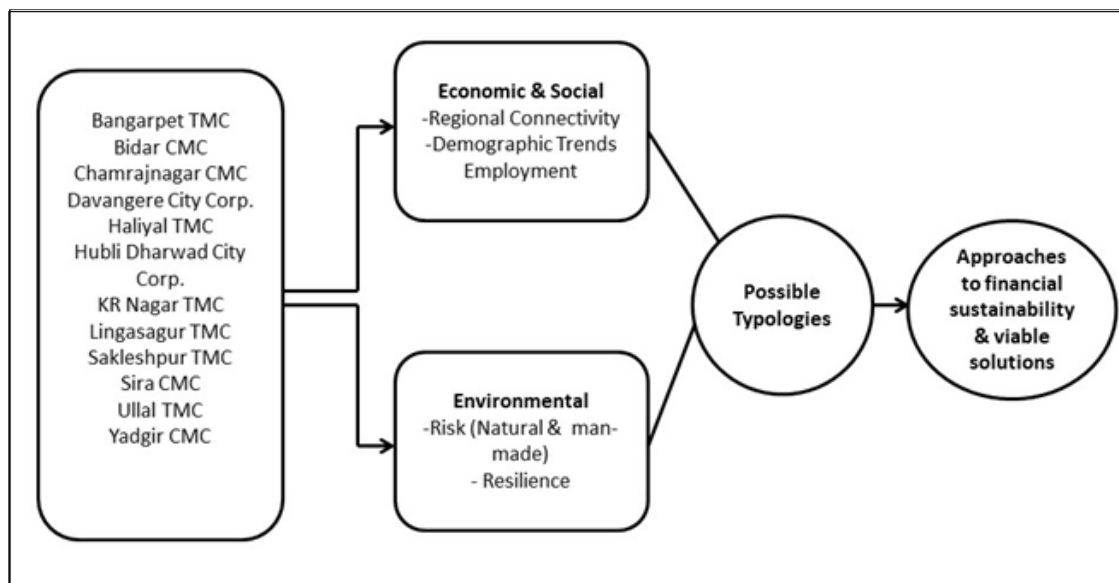 Bangarpet TMC
Bidar CMC
Chamrajnagar CMC
Davangere City Corp.
Haliyal TMC
Hubli Dharwad City
Corp.
KR Nagar TMC
Lingasagur TMC
Sakleshpur TMC
Sira CMC
Ullal TMC
Yadgir CMC
Economic & Social
-Regional Connectivity
-Demographic Trends
Employment
Environmental
-Risk (Natural & man-
made)
- Resilience
Possible
Typologies
Approaches
to financial
sustainability
& viable
solutions